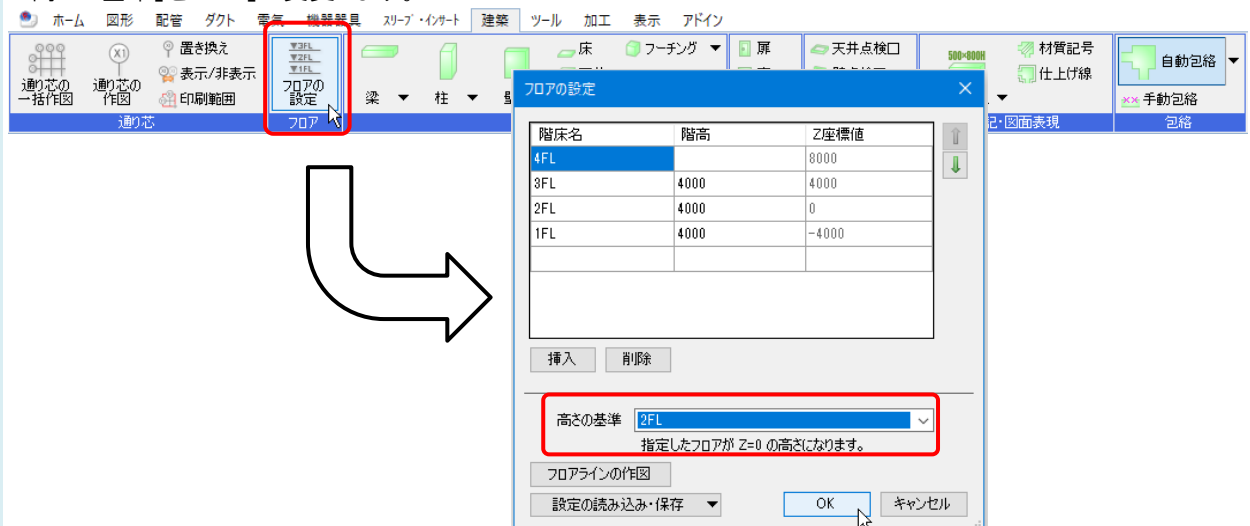 ホーム 図形 配管 ダクト 電気 機器器具 スリーブ・インサート 建築 ツール 加工 表示 アドイン
通り芯の
一括作図
通り芯の
作図
置き換え
表示/非表示
印刷範囲
通り芯
▼3FL
▼2FL
▼1FL
フロアの
設定
フロア
梁
柱
床
フーチング
扉
天井点検口
500×800H
材質記号
仕上げ線
記・図面表現
自動包絡
手動包絡
包絡
フロアの設定
階床名 階高 Z座標値
4FL 8000
3FL 4000 4000
2FL 4000 0
1FL 4000 -4000
挿入 削除
高さの基準 2FL
指定したフロアが Z=0 の高さになります。
フロアラインの作図
設定の読み込み・保存 OK キャンセル